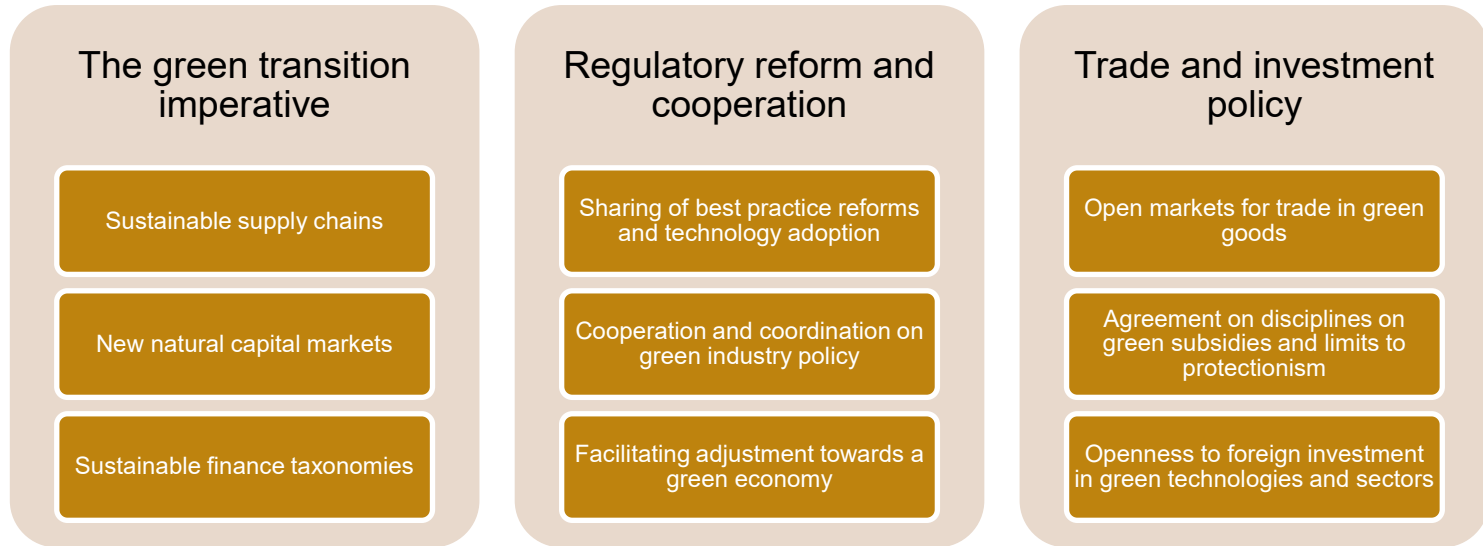 The green transition
imperative
Sustainable supply chains
New natural capital markets
Sustainable finance taxonomies
Regulatory reform and
cooperation
Sharing of best practice reforms
and technology adoption
Cooperation and coordination on
green industry policy
Facilitating adjustment towards a
green economy
Trade and investment
policy
Open markets for trade in green
goods
Agreement on disciplines on
green subsidies and limits to
protectionism
Openness to foreign investment
in green technologies and sectors